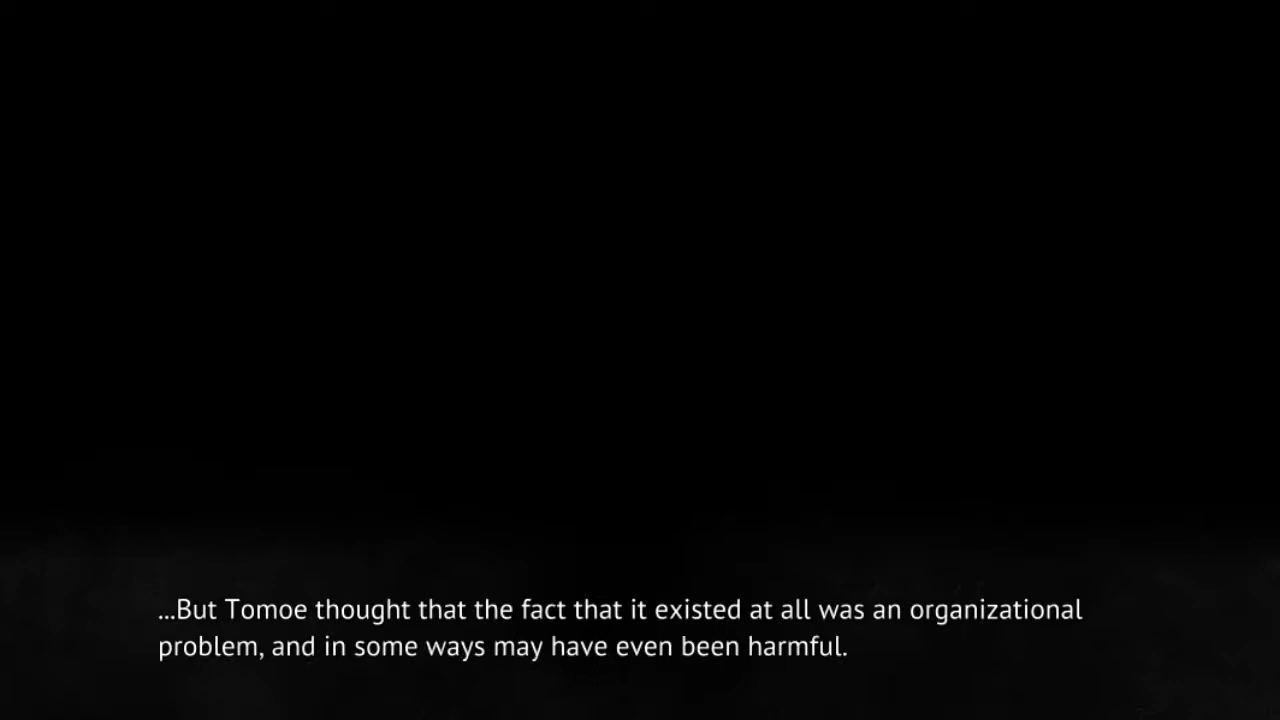 ...But Tomoe thought that the fact that it existed at all was an organizational
problem, and in some ways may have even been harmful.